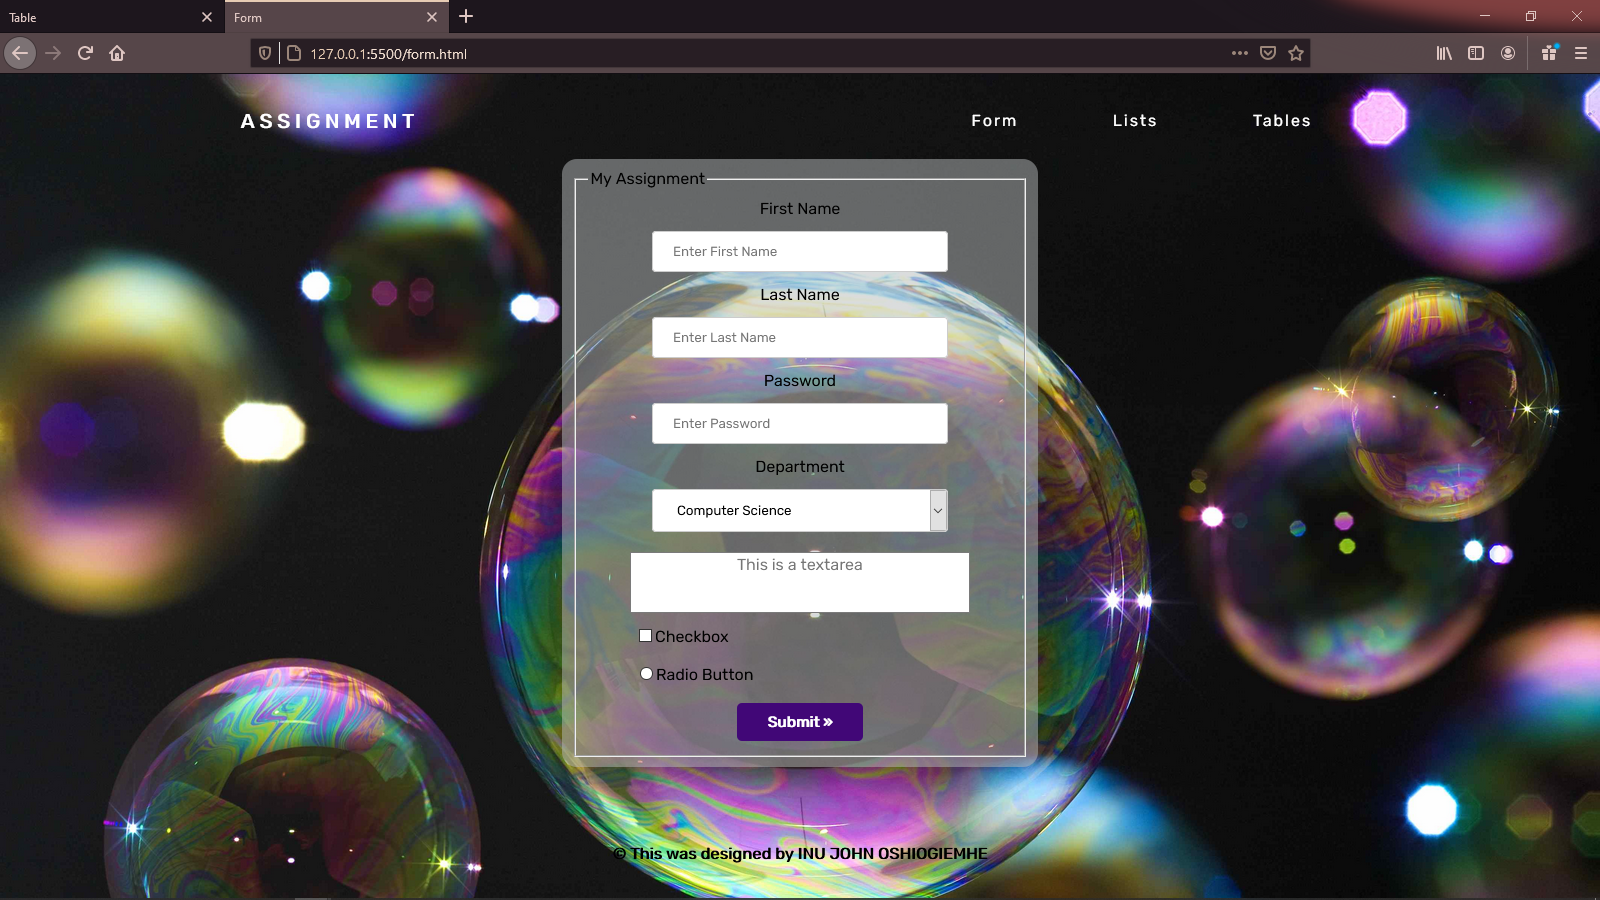 Table
Form
127.0.0.1:5500/form.html
ASSIGNMENT
Form
Lists
Tables
My Assignment
First Name
Enter First Name
Last Name
Enter Last Name
Password
Enter Password
Department
Computer Science
This is a textarea
Checkbox
Radio Button
Submit »
© This was designed by INU JOHN OSHIOGIEMHE